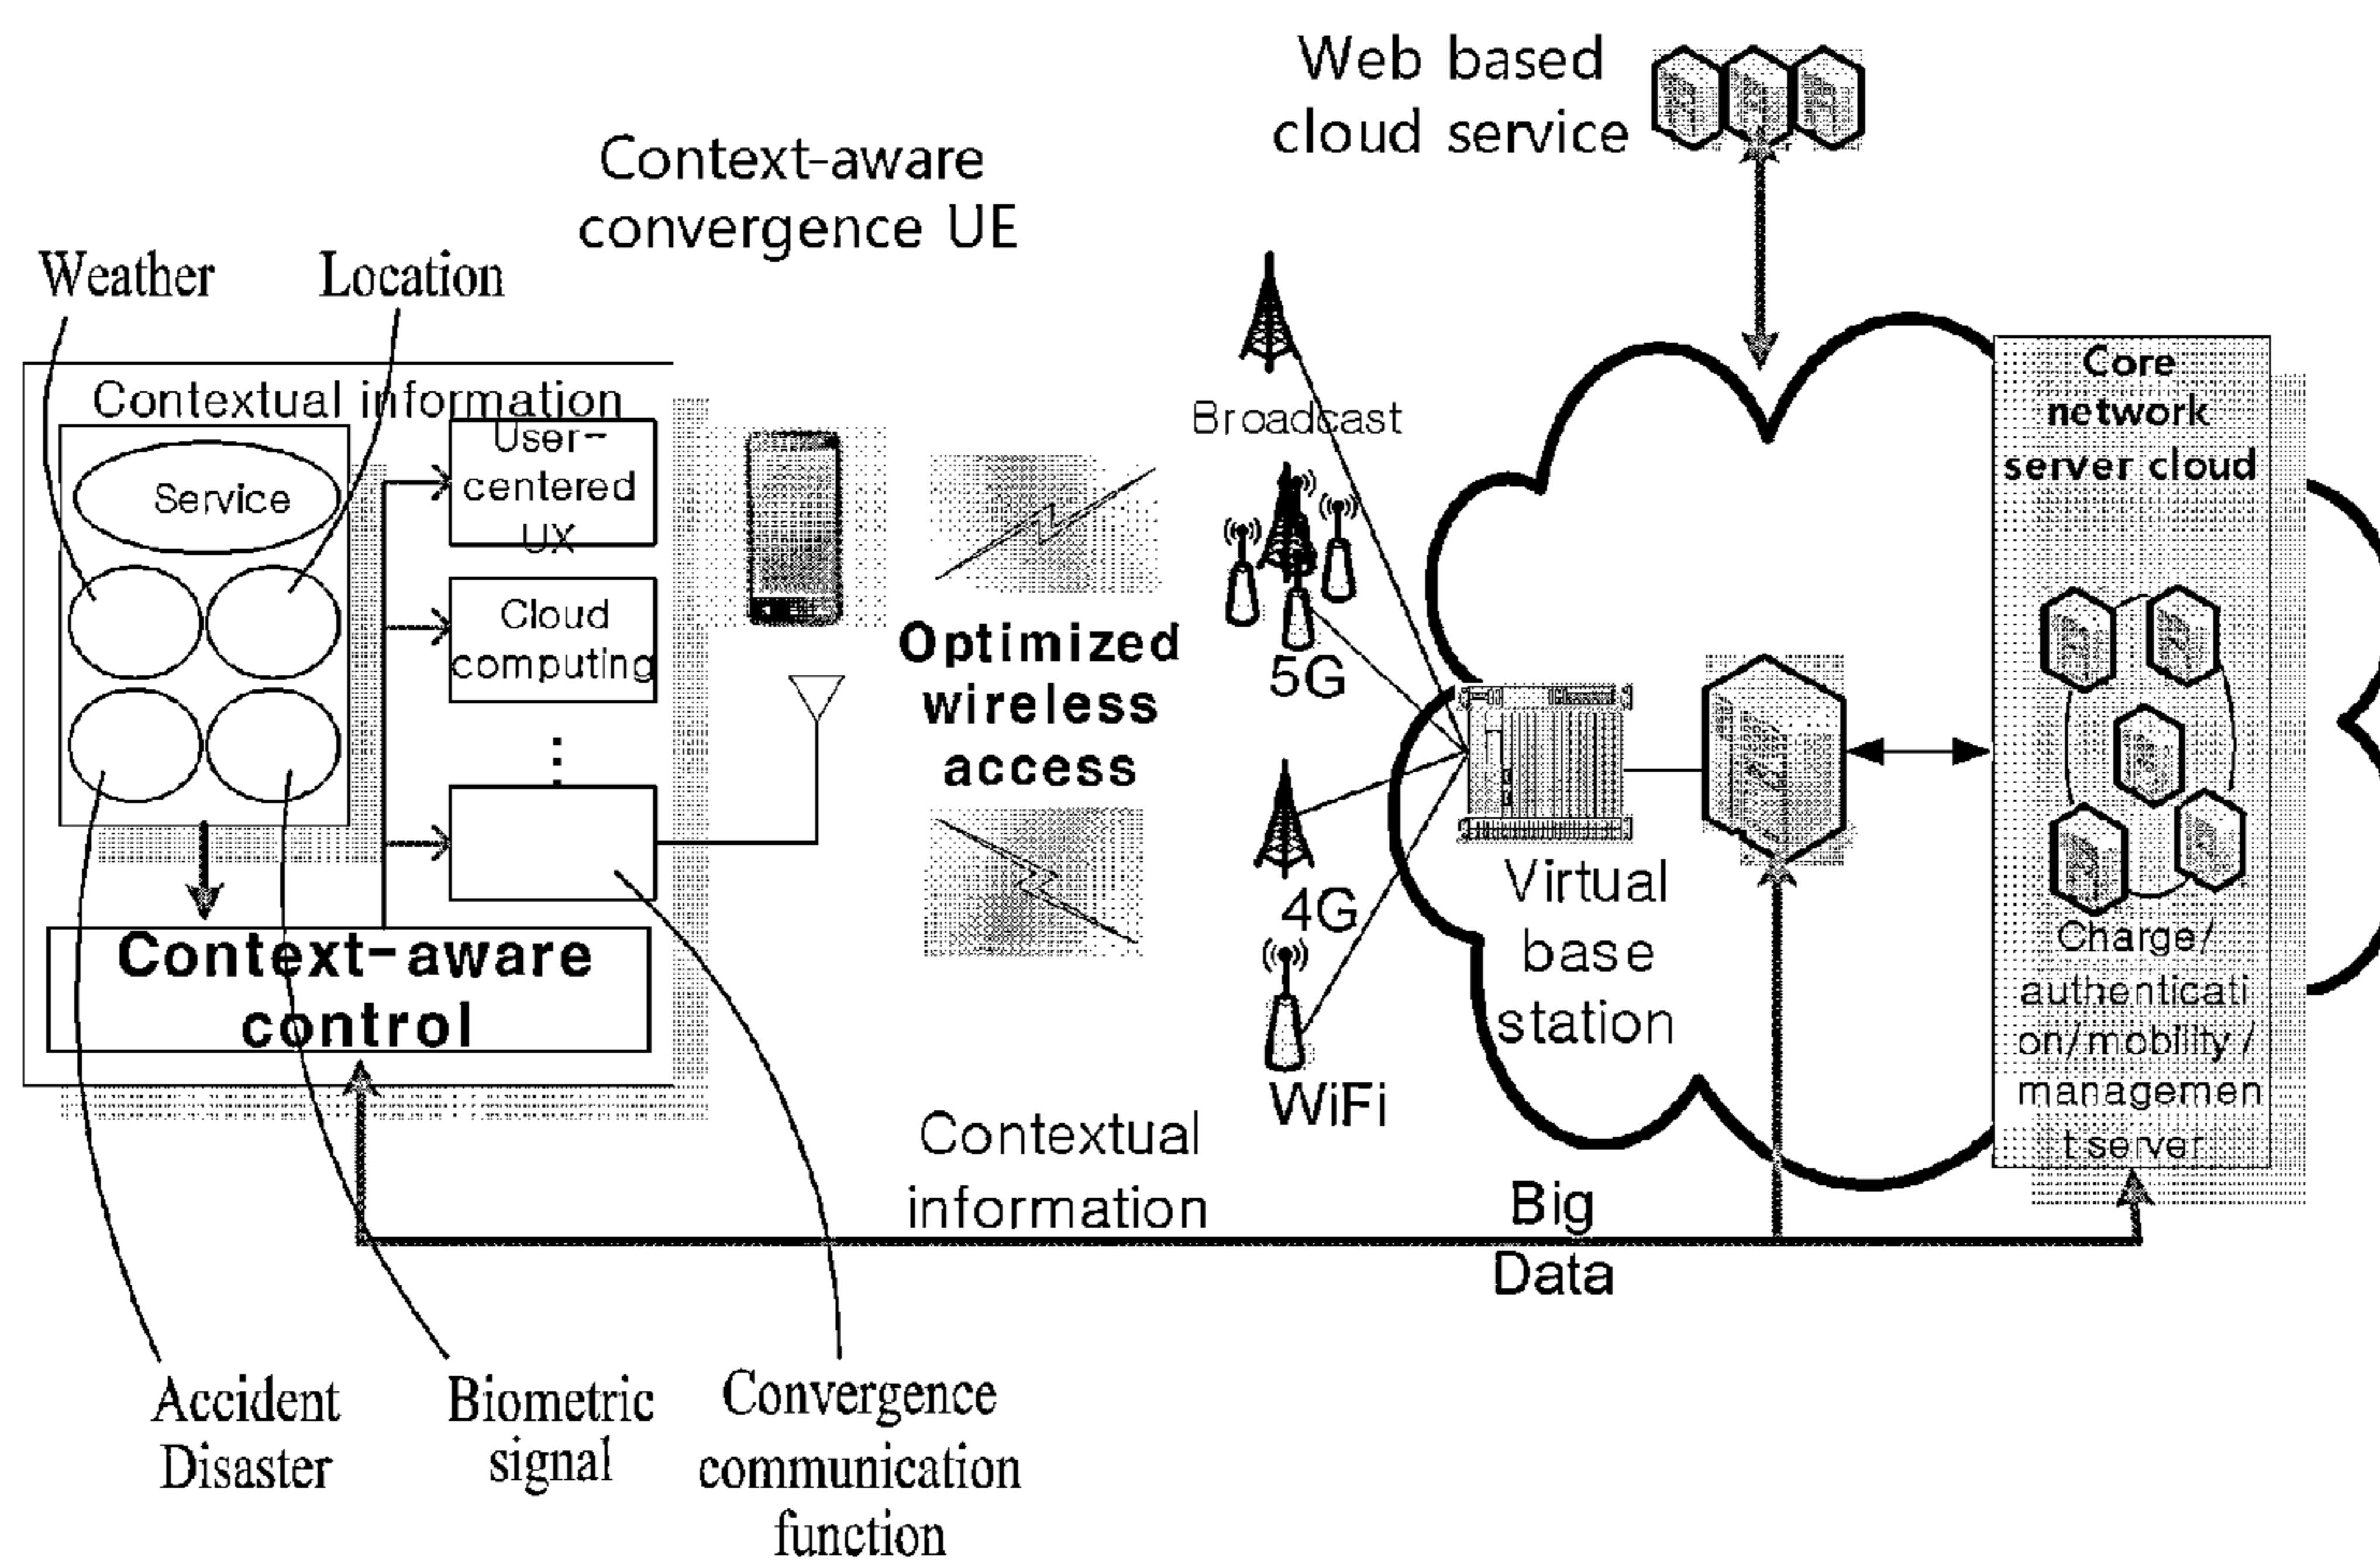 Web based
cloud service
Context-aware
convergence UE
Weather
Location
Contextual information
Service
User-
centered
UX
Cloud
computing
Context-aware
control
Optimized
wireless
access
Broadcast
5G
4G
WiFi
Virtual
base
station
Core
network
server cloud
Charge/
authenticati
on/mobility/
managemen
t server
Contextual
information
Big
Data
Accident
Disaster
Biometric
signal
Convergence
communication
function